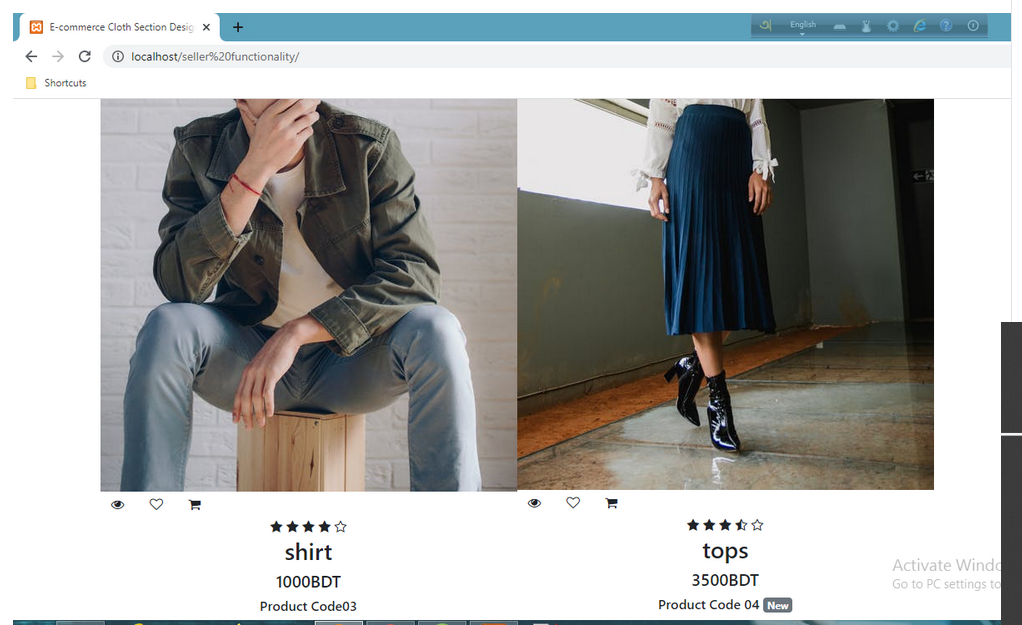 E-commerce Cloth Section Desig
English
localhost/seller%20functionality/
Shortcuts
shirt
1000BDT
Product Code03
tops
3500BDT
Product Code 04 New
Activate Windo
Go to PC settings to